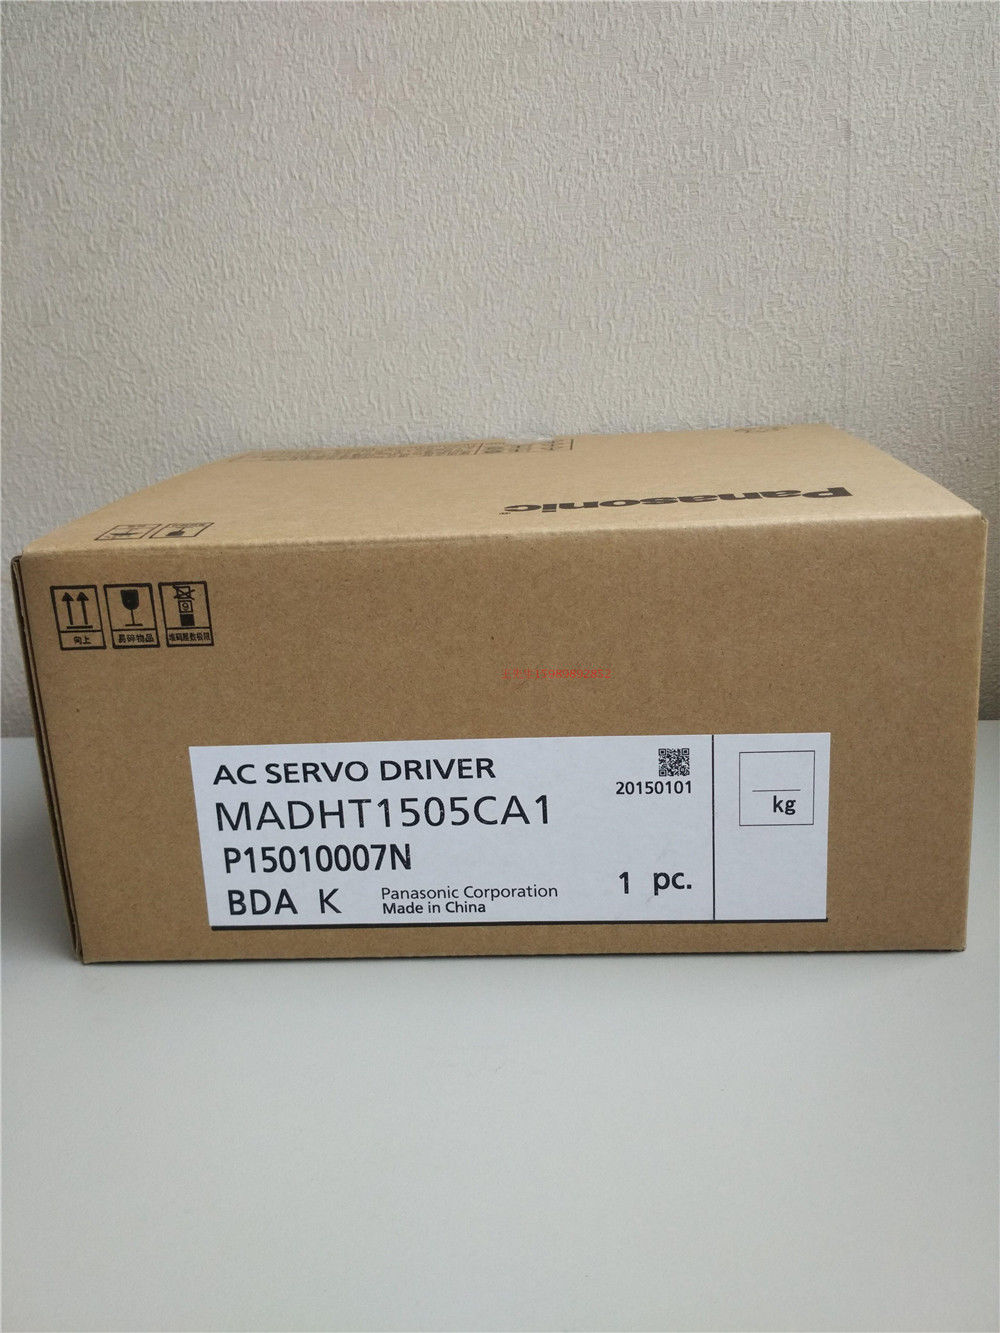 Panasonic
向上
易碎物品
堆码层数极限
AC SERVO DRIVER
20150101
MADHT1505CA1
kg
P15010007N
1 pc.
BDA K
Panasonic Corporation
Made in China